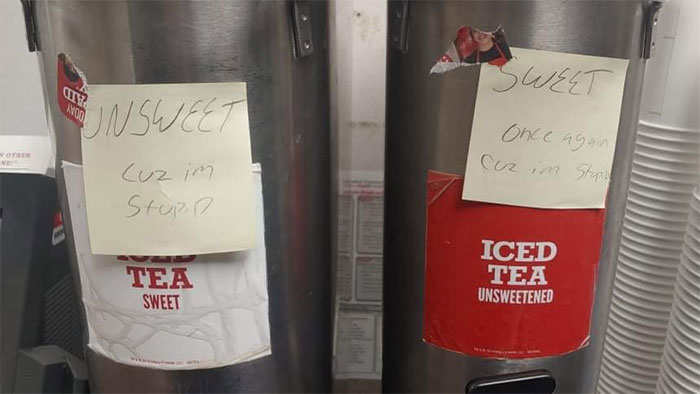 UNSWEET
cuz im
Stupid
ICED
TEA
SWEET
SWEET
Once again
Cuz im Stupid
ICED
TEA
UNSWEETENED